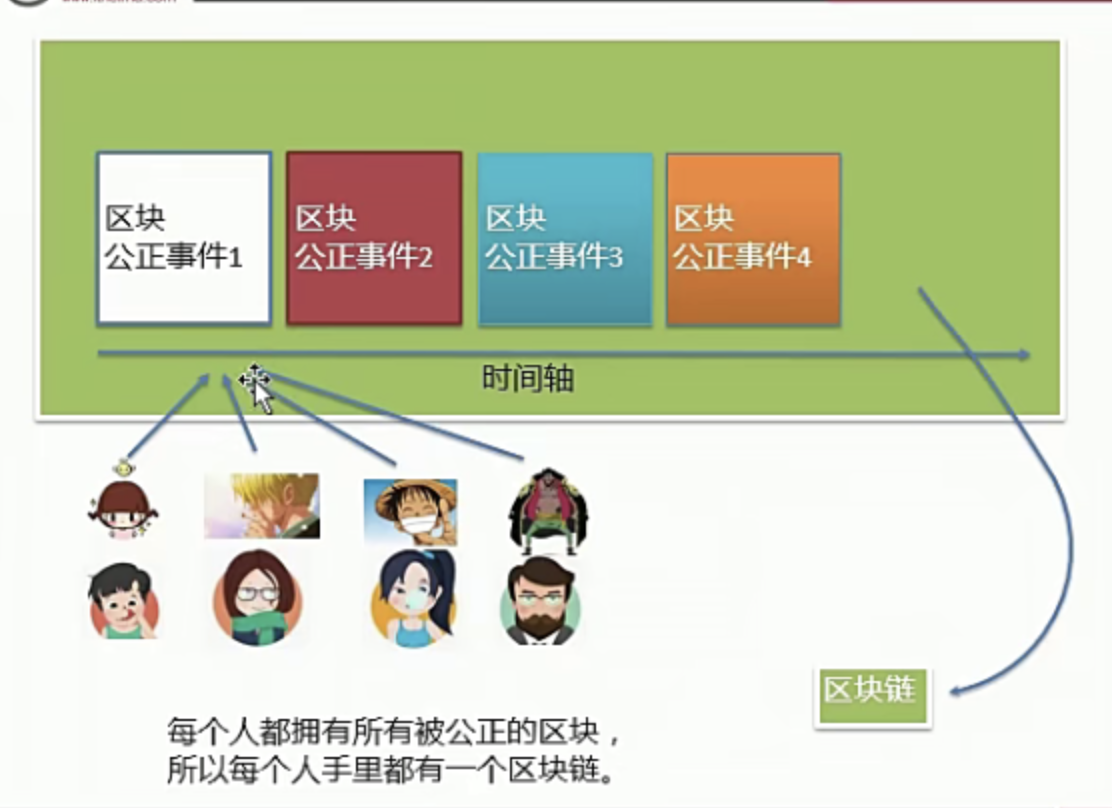 区块
公正事件1
区块
公正事件2
区块
公正事件3
区块
公正事件4
时间轴
区块链
每个人都拥有所有被公正的区块，
所以每个人手里都有一个区块链。